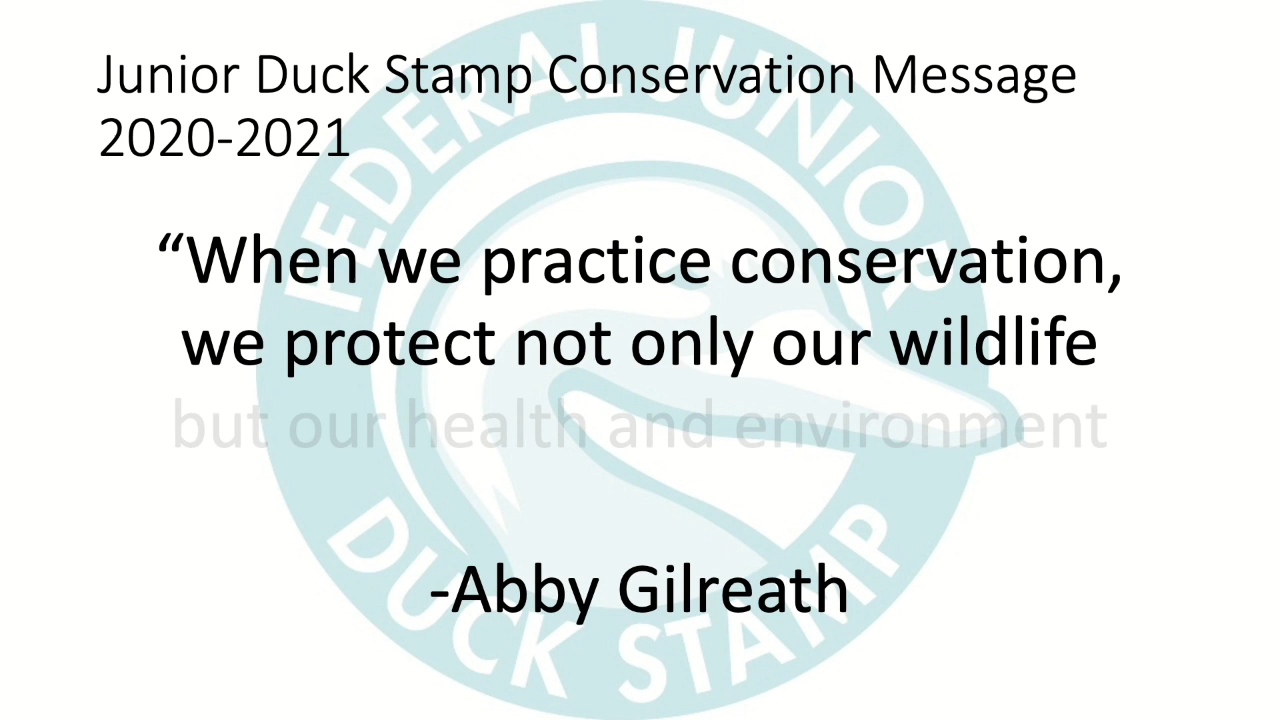 Junior Duck Stamp Conservation Message
2020-2021
“When we practice conservation,
we protect not only our wildlife
but our health and environment
-Abby Gilreath
FEDERAL JUNIOR
DUCK STAMP